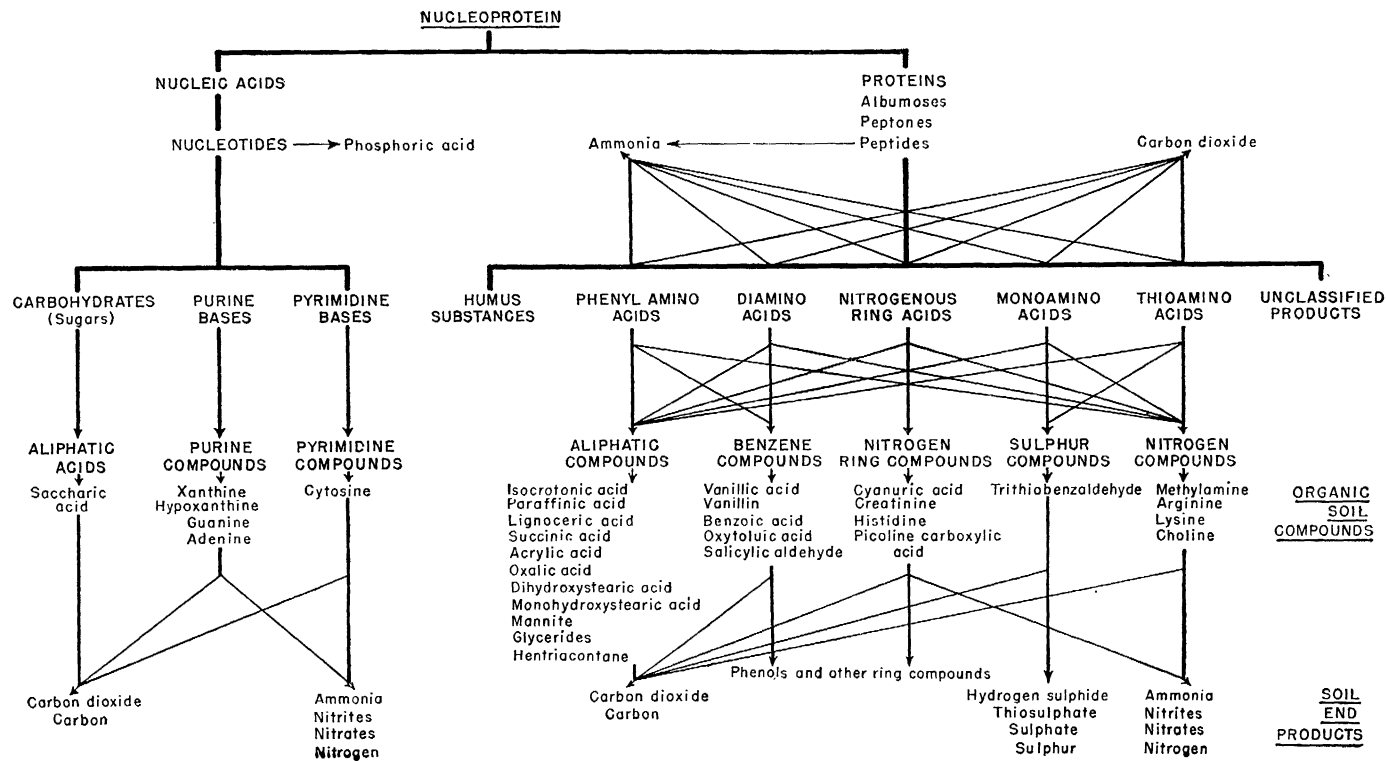 NUCLEOPROTEIN
NUCLEIC ACIDS
PROTEINS
Albumoses
Peptones
Peptides
NUCLEOTIDES
Phosphoric acid
Ammonia
Carbon dioxide
CARBOHYDRATES
(Sugars)
PURINE
BASES
PYRIMIDINE
BASES
HUMUS
SUBSTANCES
PHENYL AMINO
ACIDS
DIAMINO
ACIDS
NITROGENOUS
RING ACIDS
MONOAMINO
ACIDS
THIOAMINO
ACIDS
UNCLASSIFIED
PRODUCTS
ALIPHATIC
ACIDS
Saccharic
acid
PURINE
COMPOUNDS
Xanthine
Hypoxanthine
Guanine
Adenine
PYRIMIDINE
COMPOUNDS
Cytosine
ALIPHATIC
COMPOUNDS
Isocrotonic acid
Paraffinic acid
Lignoceric acid
Succinic acid
Acrylic acid
Oxalic acid
Dihydroxystearic acid
Monohydroxystearic acid
Mannite
Glycerides
Hentriacontane
BENZENE
COMPOUNDS
Vanillic acid
Vanillin
Benzoic acid
Oxytoluic acid
Salicylic aldehyde
NITROGEN
RING COMPOUNDS
Cyanuric acid
Creatinine
Histidine
Picoline carboxylic
acid
SULPHUR
COMPOUNDS
Trithiobenzaldehyde
NITROGEN
COMPOUNDS
Methylamine
Arginine
Lysine
Choline
ORGANIC
SOIL
COMPOUNDS
Carbon dioxide
Carbon
Ammonia
Nitrites
Nitrates
Nitrogen
Carbon dioxide
Carbon
Phenols and other ring compounds
Hydrogen sulphide
Thiosulphate
Sulphate
Sulphur
Ammonia
Nitrites
Nitrates
Nitrogen
SOIL
END
PRODUCTS